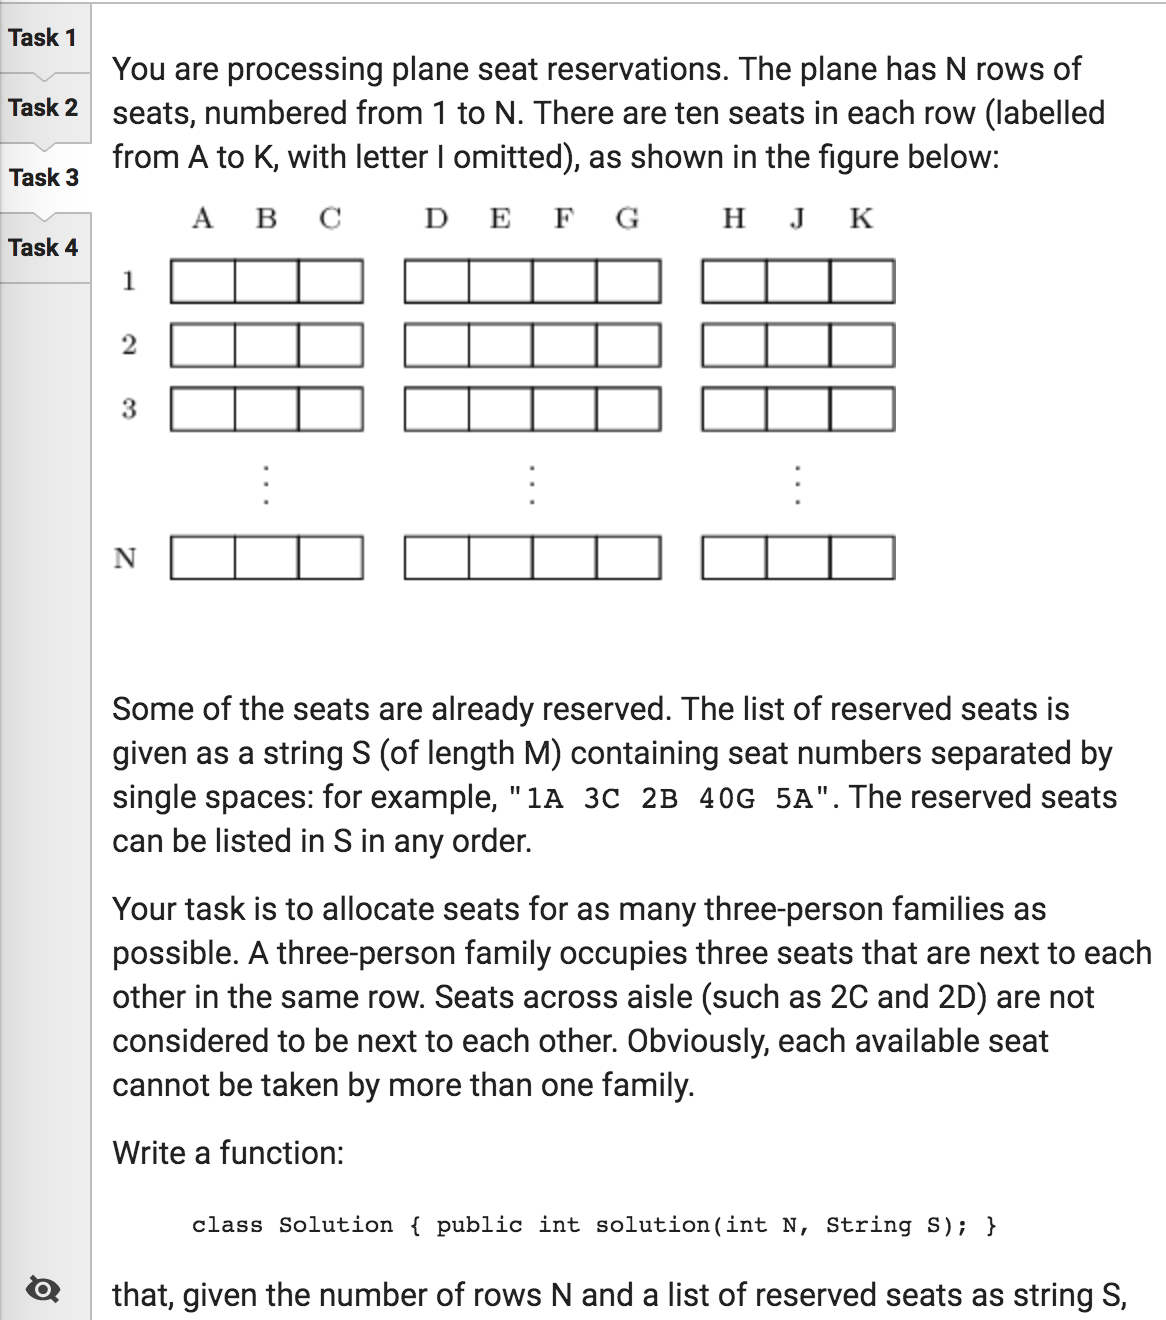 Task 1
Task 2
Task 3
Task 4
You are processing plane seat reservations. The plane has N rows of
seats, numbered from 1 to N. There are ten seats in each row (labelled
from A to K, with letter I omitted), as shown in the figure below:
A B C D E F G H J K
1
2
3
N
Some of the seats are already reserved. The list of reserved seats is
given as a string S (of length M) containing seat numbers separated by
single spaces: for example, "1A 3C 2B 40G 5A". The reserved seats
can be listed in S in any order.
Your task is to allocate seats for as many three-person families as
possible. A three-person family occupies three seats that are next to each
other in the same row. Seats across aisle (such as 2C and 2D) are not
considered to be next to each other. Obviously, each available seat
cannot be taken by more than one family.
Write a function:
class Solution { public int solution(int N, String S); }
that, given the number of rows N and a list of reserved seats as string S,